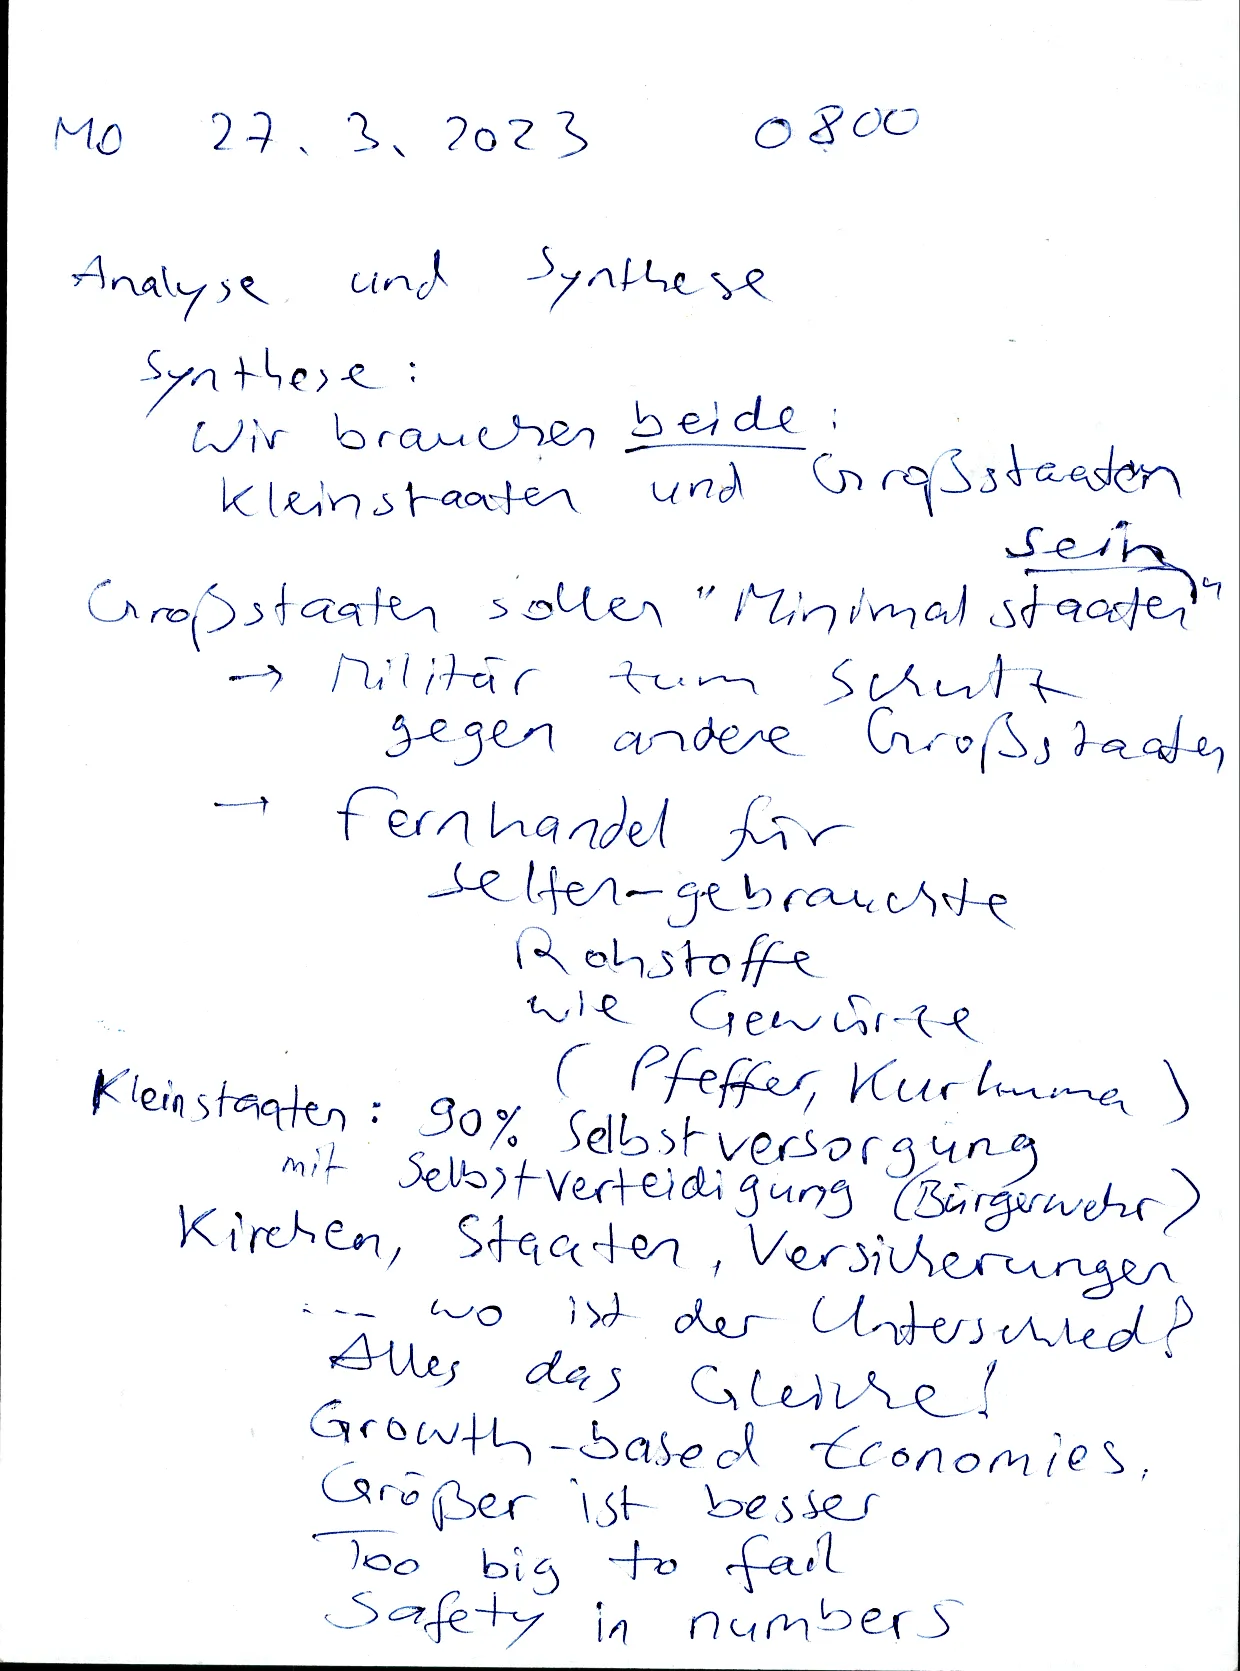 Mo 27. 3. 2023 0800
Analyse und Synthese
Synthese:
Wir brauchen beide:
Kleinstaaten und Großstaaten
sein
Großstaaten sollen "Minimalstaaten"
→ Militär zum Schutz
gegen andere Großstaaten
→ Fernhandel für
selten-gebrauchte
Rohstoffe
wie Gewürze
(Pfeffer, Kurkuma)
Kleinstaaten: 90% Selbstversorgung
mit Selbstverteidigung (Bürgerwehr)
Kirchen, Staaten, Versicherungen
... wo ist der Unterschied?
Alles das Gleiche!
Growth-based Economies.
Größer ist besser
Too big to fail
Safety in numbers